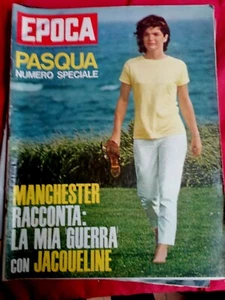 EPOCA
PASQUA
NUMERO SPECIALE
MANCHESTER
RACCONTA:
LA MIA GUERRA
CON JACQUELINE